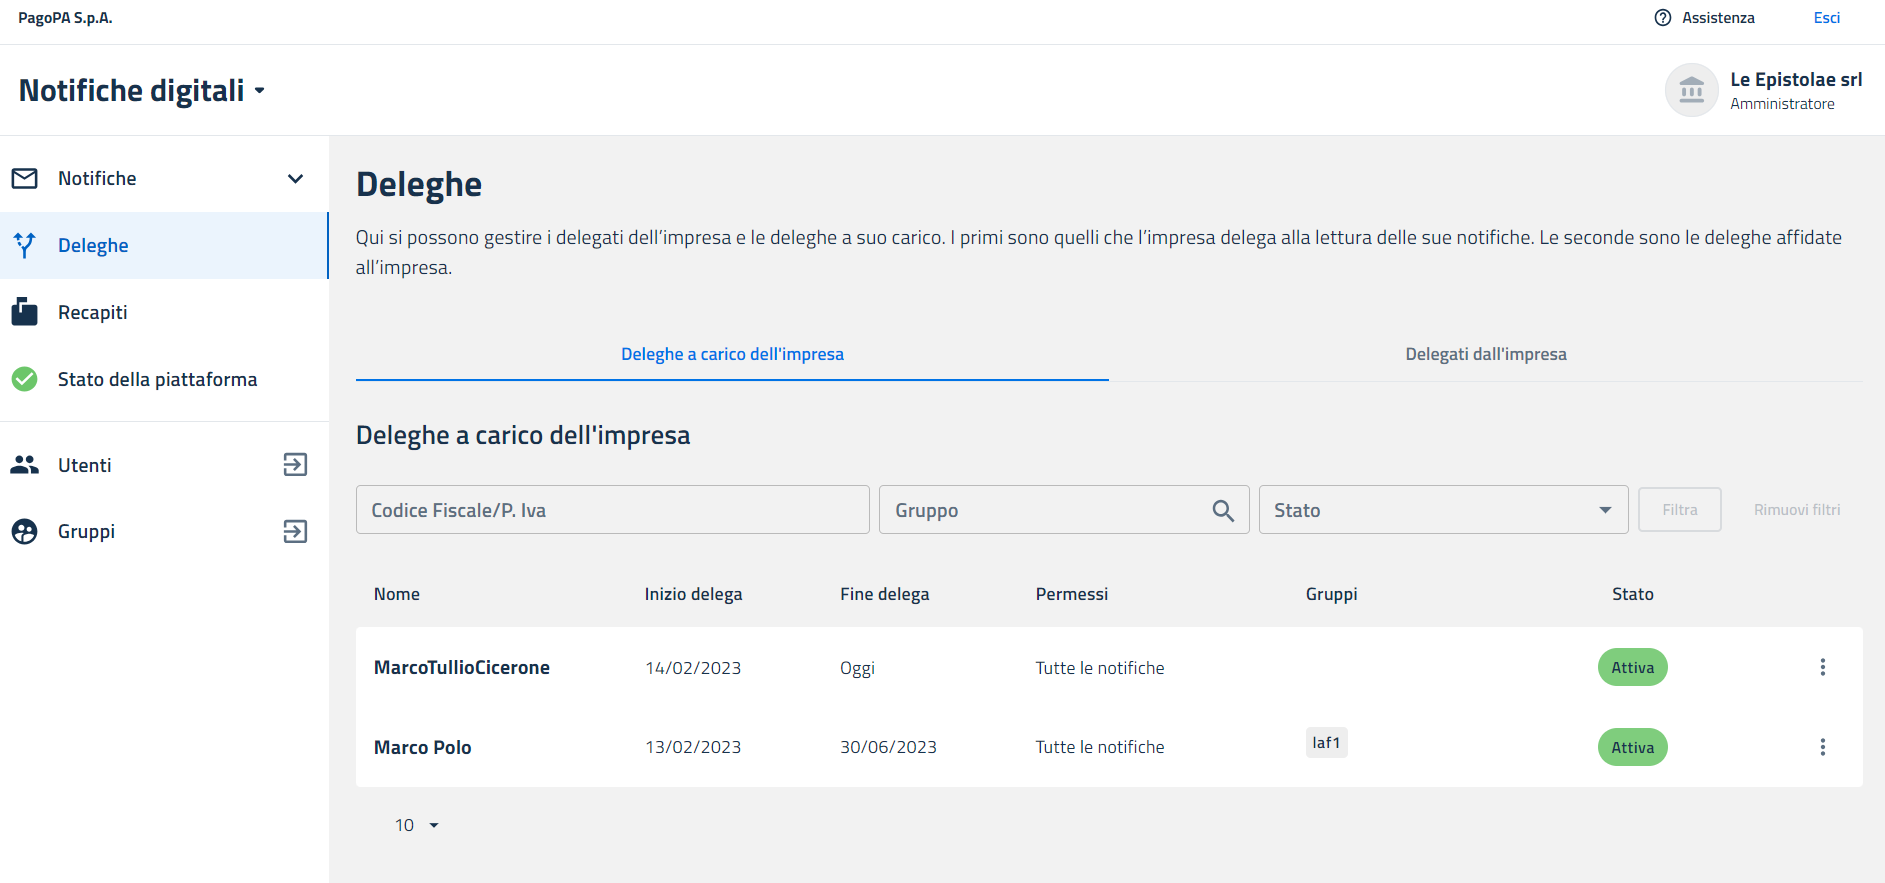 PagoPA S.p.A.
Assistenza
Esci
Notifiche digitali
Le Epistolae srl
Amministratore
Notifiche
Deleghe
Recapiti
Stato della piattaforma
Utenti
Gruppi
Deleghe
Qui si possono gestire i delegati dell’impresa e le deleghe a suo carico. I primi sono quelli che l’impresa delega alla lettura delle sue notifiche. Le seconde sono le deleghe affidate
all’impresa.
Deleghe a carico dell'impresa
Delegati dall'impresa
Deleghe a carico dell'impresa
Codice Fiscale/P. Iva
Gruppo
Stato
Filtra
Rimuovi filtri
Nome Inizio delega Fine delega Permessi Gruppi Stato
MarcoTullioCicerone 14/02/2023 Oggi Tutte le notifiche Attiva
Marco Polo 13/02/2023 30/06/2023 Tutte le notifiche laf1 Attiva
10